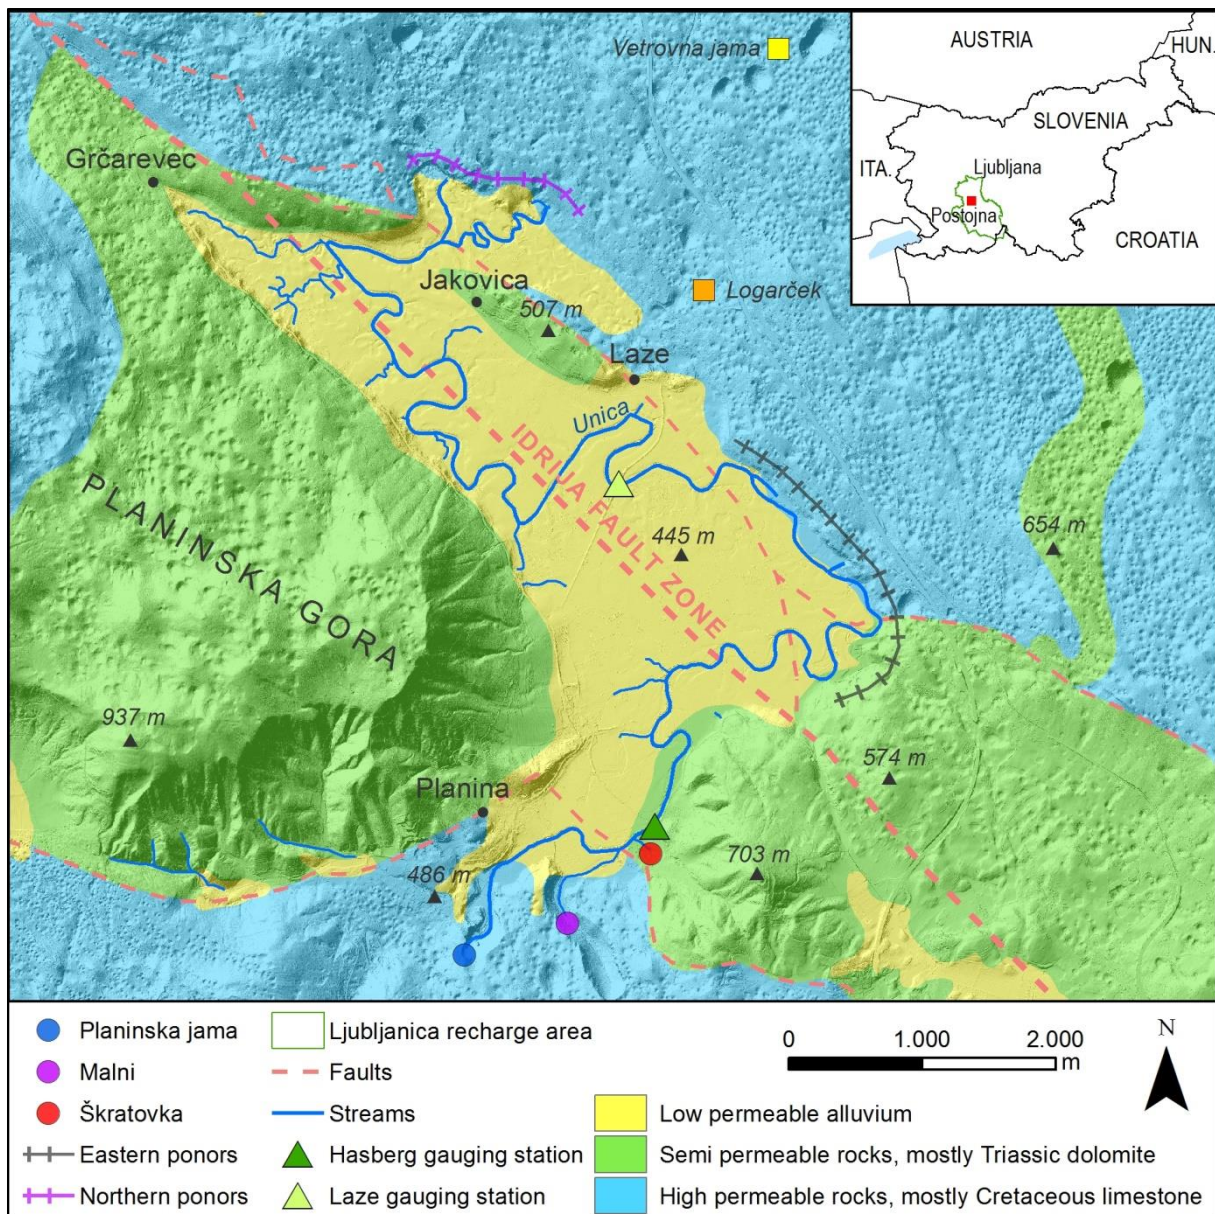 Vetrovna jama
AUSTRIA
HUN.
SLOVENIA
ITA.
Ljubljana
Postojna
CROATIA
Grčarevec
Jakovica
507 m
Logarček
Laze
Unica
IDRIJA FAULT ZONE
445 m
654 m
PLANINSKA GORA
937 m
574 m
Planina
703 m
486 m
Planinska jama
Malni
Škratovka
Eastern ponors
Northern ponors
Ljubljanica recharge area
Faults
Streams
Hasberg gauging station
Laze gauging station
0 1.000 2.000
m
N
Low permeable alluvium
Semi permeable rocks, mostly Triassic dolomite
High permeable rocks, mostly Cretaceous limestone